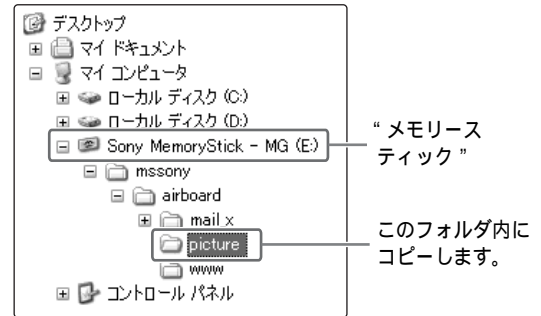 デスクトップ
マイ ドキュメント
マイ コンピュータ
ローカル ディスク (C:)
ローカル ディスク (D:)
Sony MemoryStick - MG (E:)
mssony
airboard
mail x
picture
www
コントロール パネル
“ メモリース
ティック ”
このフォルダ内に
コピーします。